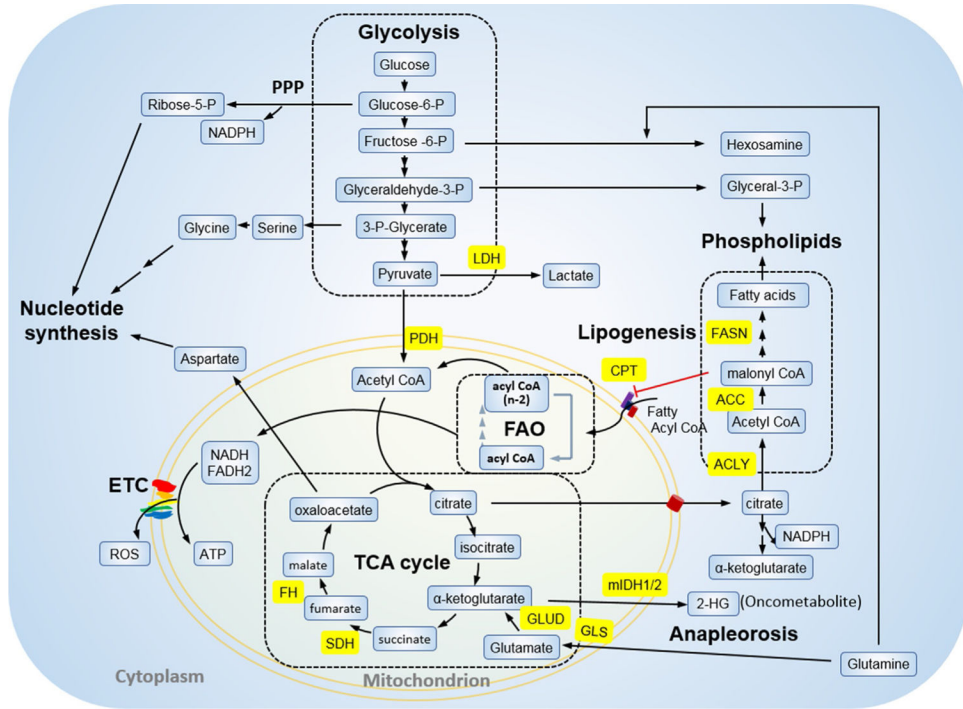 Glycolysis
Glucose
PPP
Ribose-5-P
Glucose-6-P
NADPH
Fructose -6-P
Hexosamine
Glyceraldehyde-3-P
Glyceral-3-P
Glycine
Serine
3-P-Glycerate
Phospholipids
LDH
Pyruvate
Lactate
Fatty acids
Nucleotide
synthesis
Lipogenesis
FASN
PDH
Aspartate
CPT
malonyl CoA
Acetyl CoA
acyl CoA
(n-2)
ACC
Fatty
Acyl CoA
Acetyl CoA
FAO
acyl CoA
NADH
FADH2
ACLY
ETC
oxaloacetate
citrate
citrate
ROS
ATP
isocitrate
NADPH
TCA cycle
malate
α-ketoglutarate
mIDH1/2
FH
α-ketoglutarate
2-HG
(Oncometabolite)
fumarate
GLUD
GLS
SDH
succinate
Glutamate
Anapleorosis
Glutamine
Cytoplasm
Mitochondrion